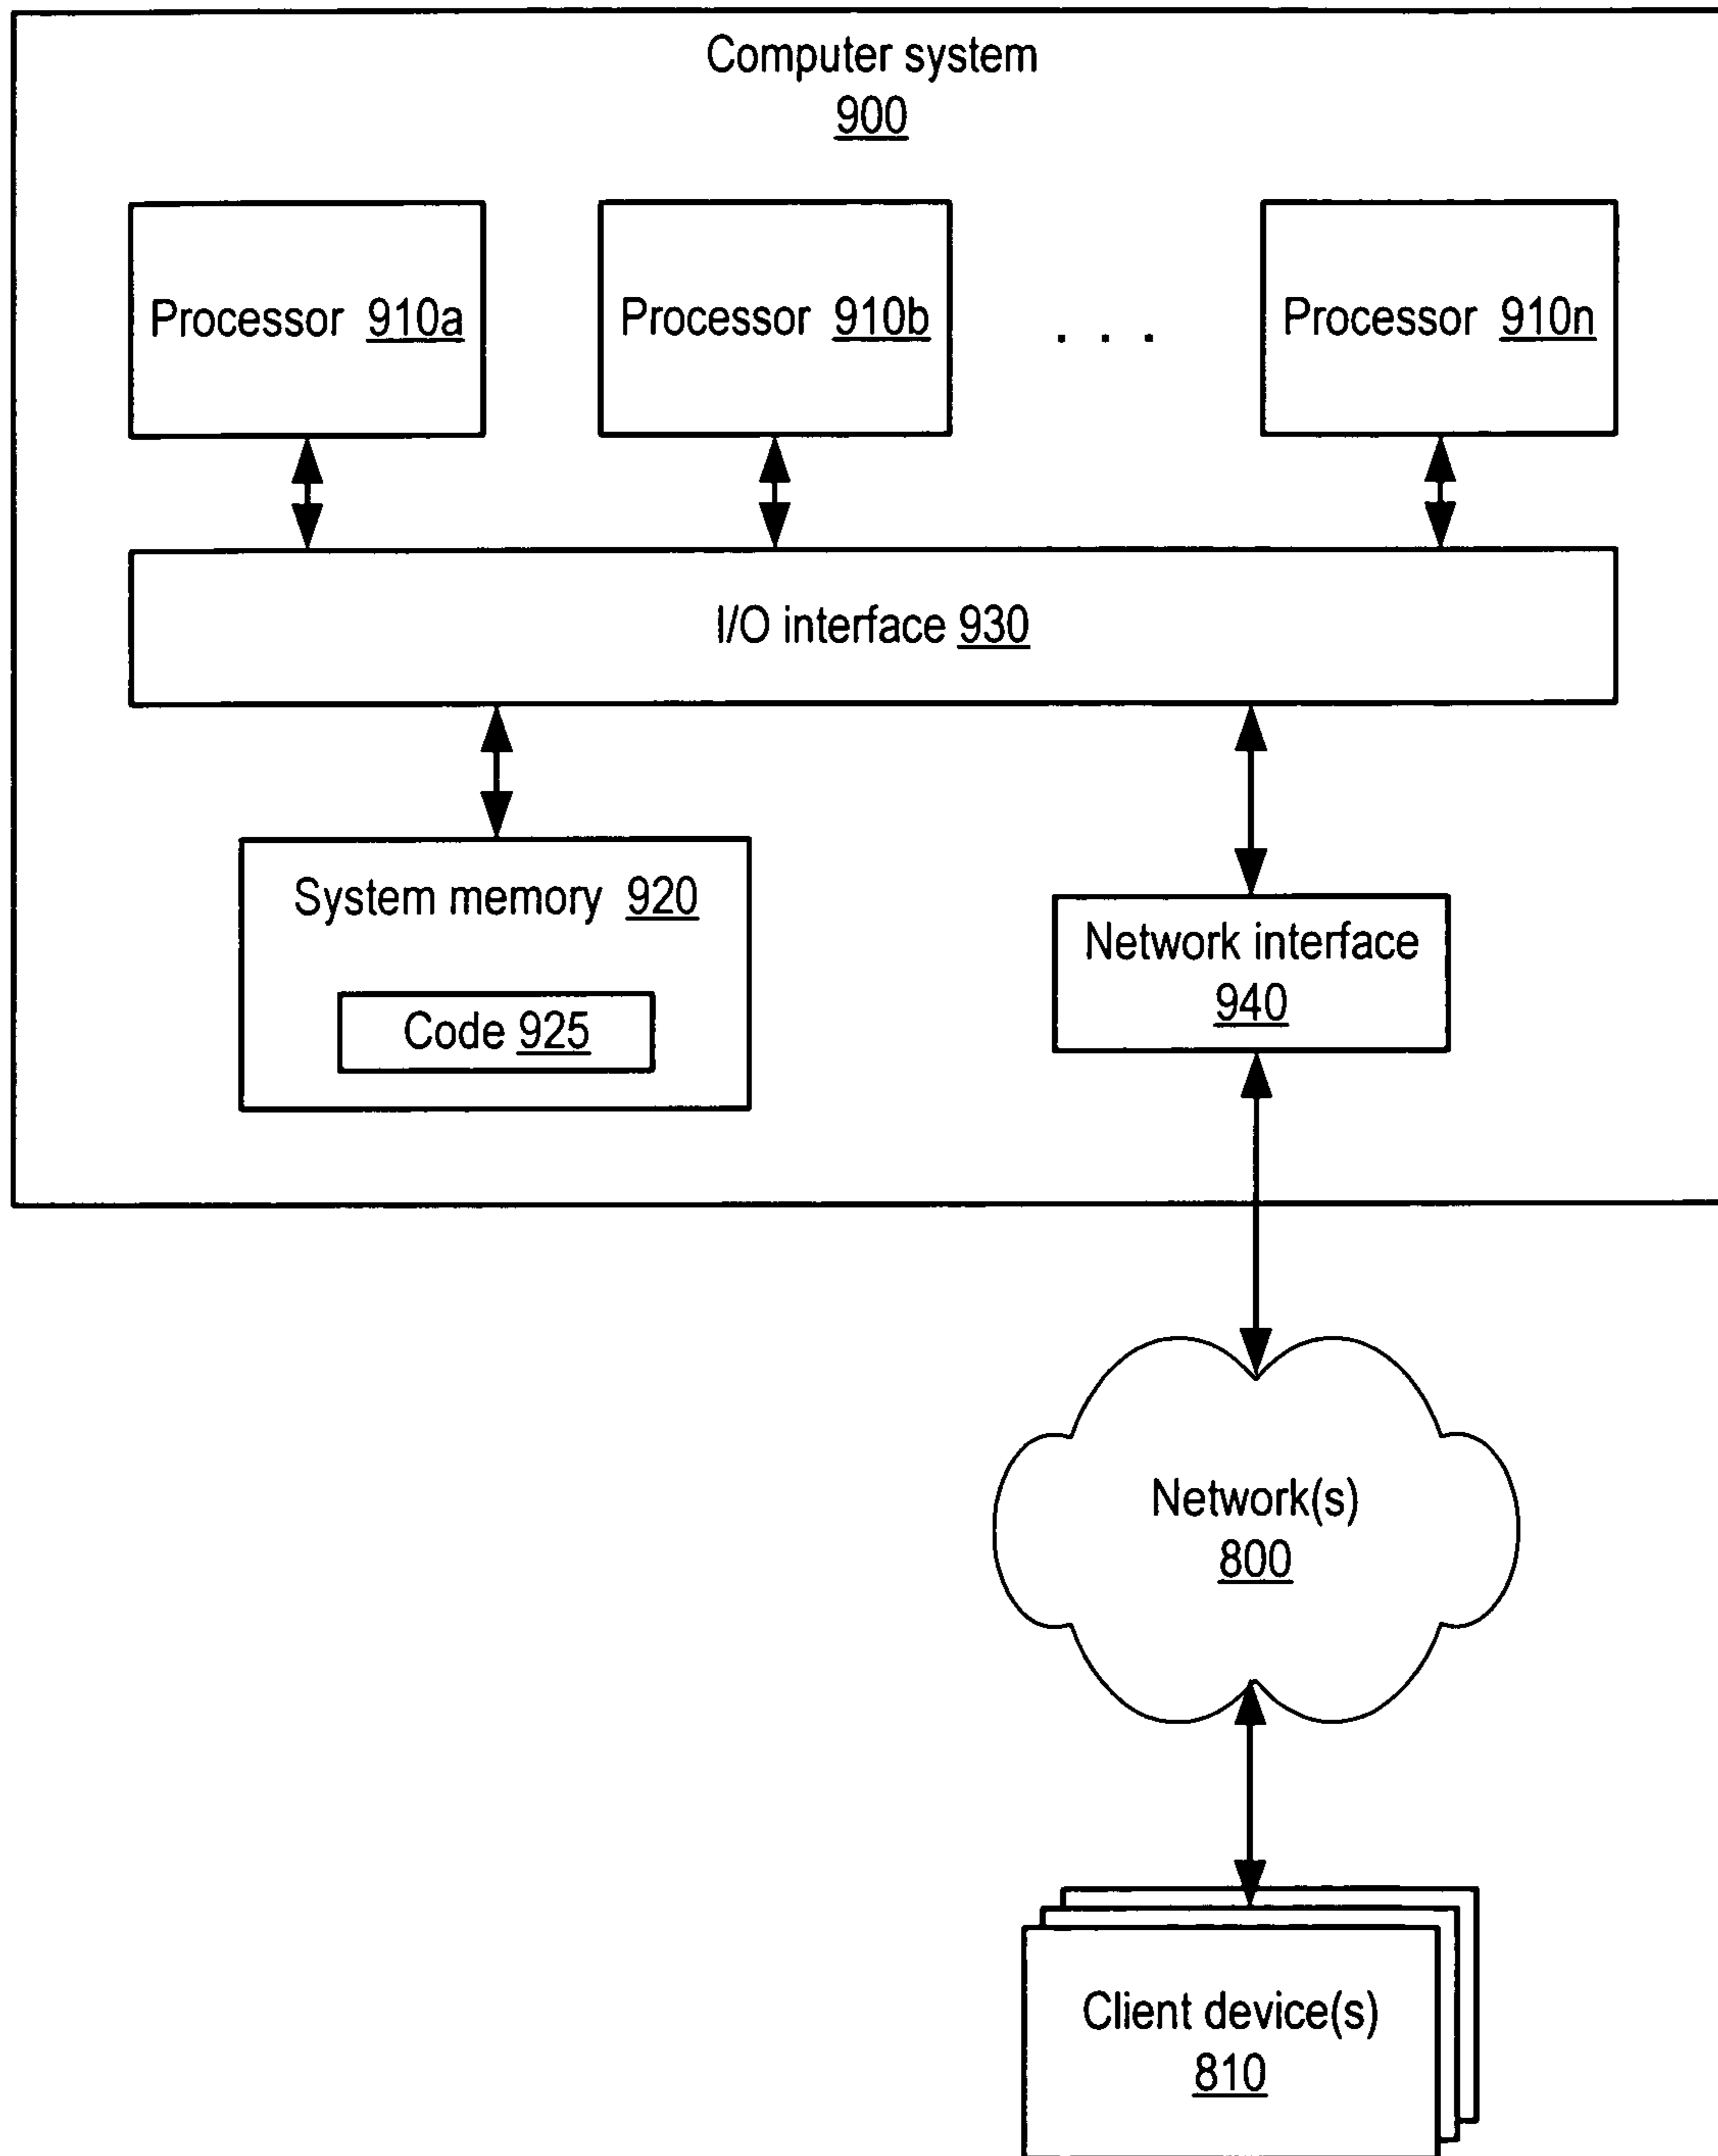 Computer system
900
Processor 910a
Processor 910b
. . .
Processor 910n
I/O interface 930
System memory 920
Code 925
Network interface
940
Network(s)
800
Client device(s)
810